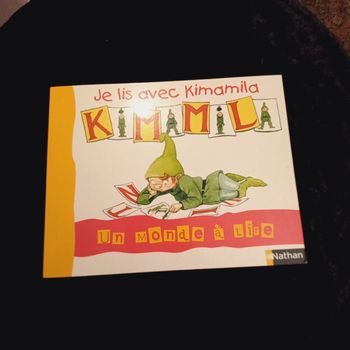 Je lis avec Kimamila
KIMAMILA
Un Monde à Lire
Nathan